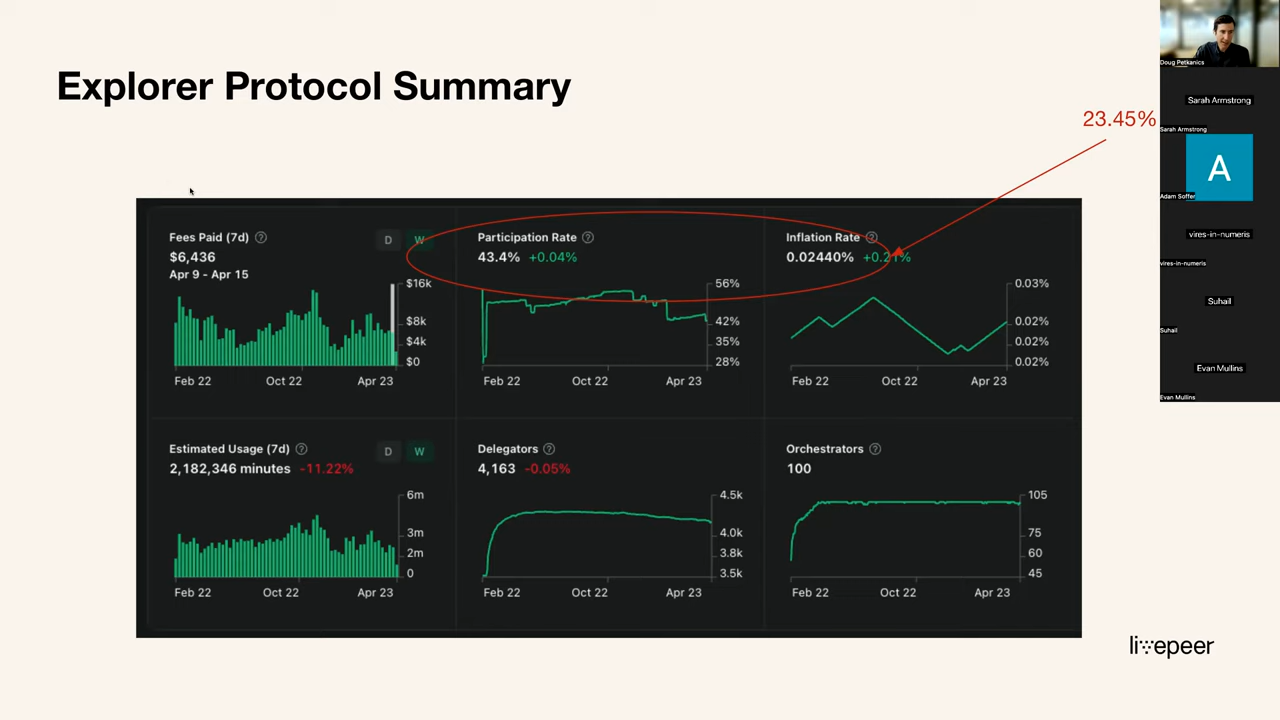 Explorer Protocol Summary
23.45%
Fees Paid (7d) ?
D W
$6,436
Apr 9 - Apr 15
$16k
$8k
$4k
$0
Feb 22 Oct 22 Apr 23
Participation Rate ?
43.4% +0.04%
56%
42%
35%
28%
Feb 22 Oct 22 Apr 23
Inflation Rate ?
0.02440% +0.21%
0.03%
0.02%
0.02%
0.02%
Feb 22 Oct 22 Apr 23
Estimated Usage (7d) ?
D W
2,182,346 minutes -11.22%
6m
3m
2m
0
Feb 22 Oct 22 Apr 23
Delegators ?
4,163 -0.05%
4.5k
4.0k
3.8k
3.5k
Feb 22 Oct 22 Apr 23
Orchestrators ?
100
105
75
60
45
Feb 22 Oct 22 Apr 23
livepeer
Doug Petkanics
Sarah Armstrong
Sarah Armstrong
A
Adam Soffer
vires-in-numeris
vires-in-numeris
Suhail
Suhail
Evan Mullins
Evan Mullins